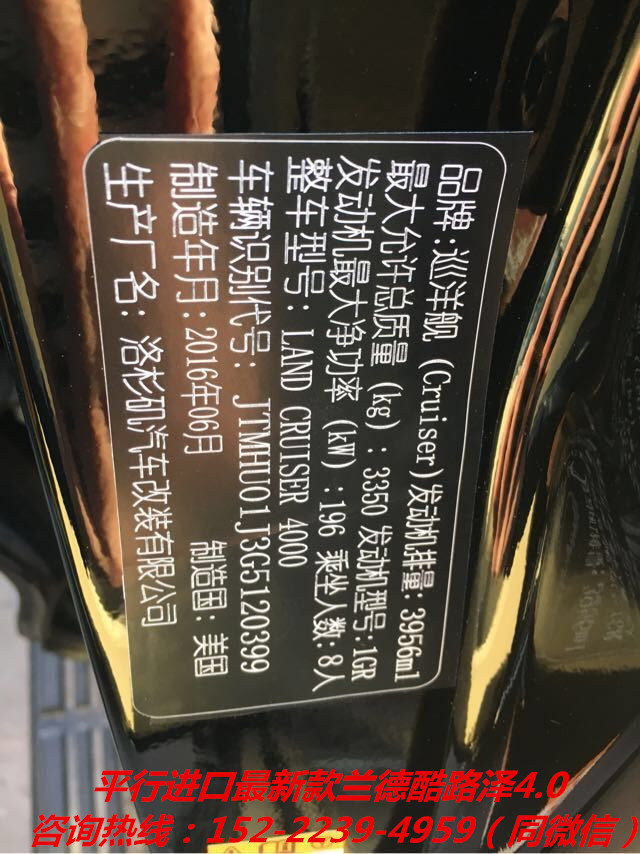 品牌:巡洋舰 (Cruiser)发动机排量: 3956ml
最大允许总质量 (kg): 3350 发动机型号:1GR
发动机最大净功率 (kW):196 乘坐人数:8人
整车型号: LAND CRUISER 4000
车辆识别代号: JTMHU01J3G5120399
制造年月: 2016年06月 制造国: 美国
生产厂名: 洛杉矶汽车改装有限公司
平行进口最新款兰德酷路泽4.0
咨询热线：152-2239-4959（同微信）